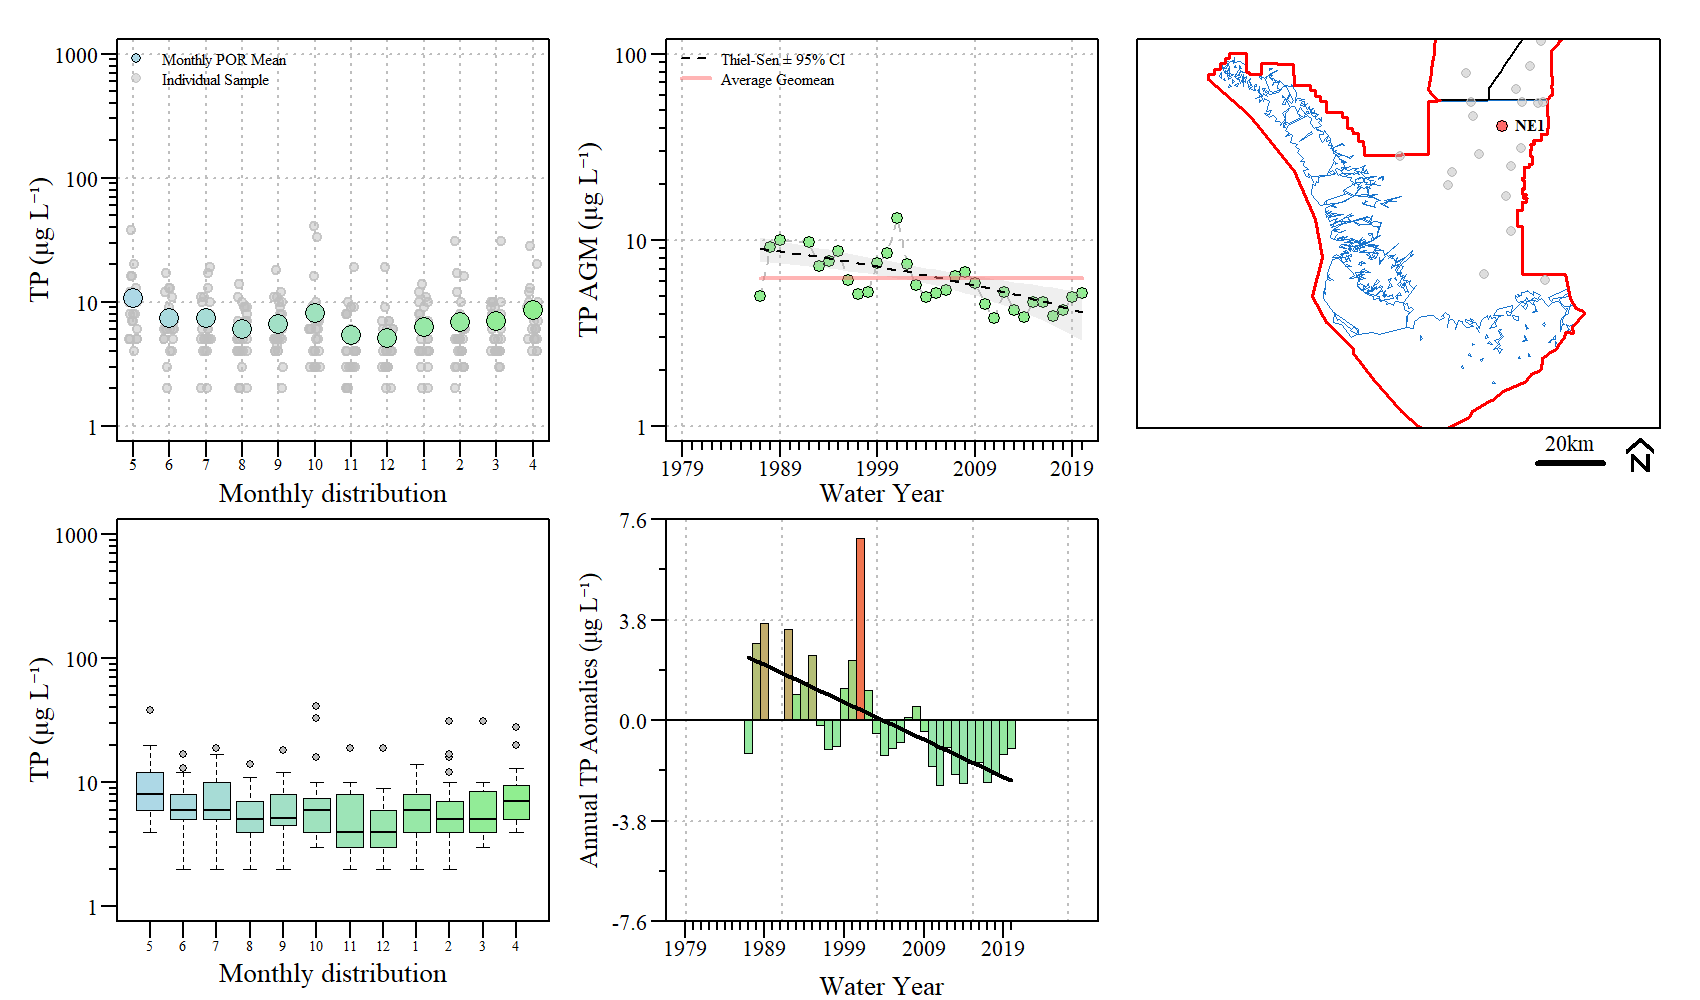 1000
100
10
1
TP (µg L⁻¹)
Monthly POR Mean
Individual Sample
5 6 7 8 9 10 11 12 1 2 3 4
Monthly distribution
100
10
1
TP AGM (µg L⁻¹)
Thiel-Sen ± 95% CI
Average Geomean
1979 1989 1999 2009 2019
Water Year
NE1
20km
N
1000
100
10
1
TP (µg L⁻¹)
5 6 7 8 9 10 11 12 1 2 3 4
Monthly distribution
7.6
3.8
0.0
-3.8
-7.6
Annual TP Aomalies (µg L⁻¹)
1979 1989 1999 2009 2019
Water Year